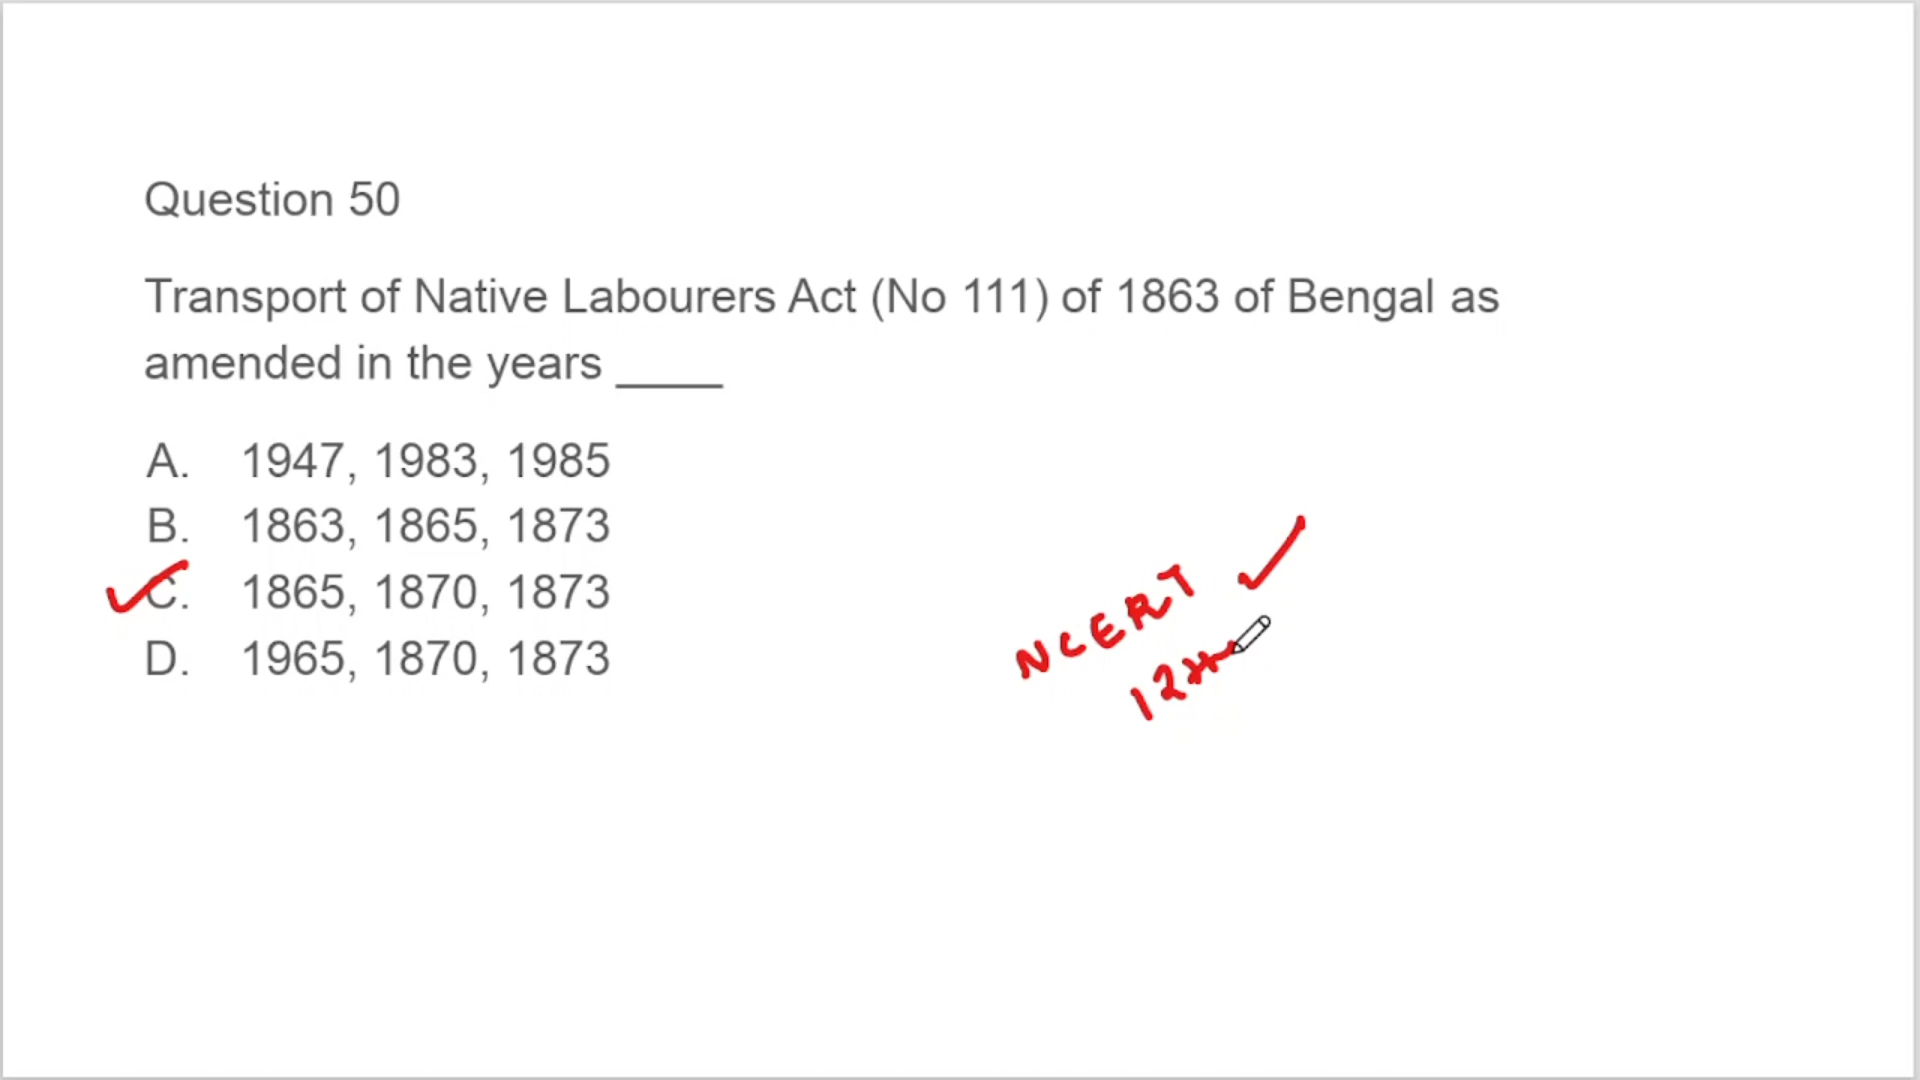 Question 50
Transport of Native Labourers Act (No 111) of 1863 of Bengal as
amended in the years _____
A. 1947, 1983, 1985
B. 1863, 1865, 1873
C. 1865, 1870, 1873
D. 1965, 1870, 1873
NCERT
12th